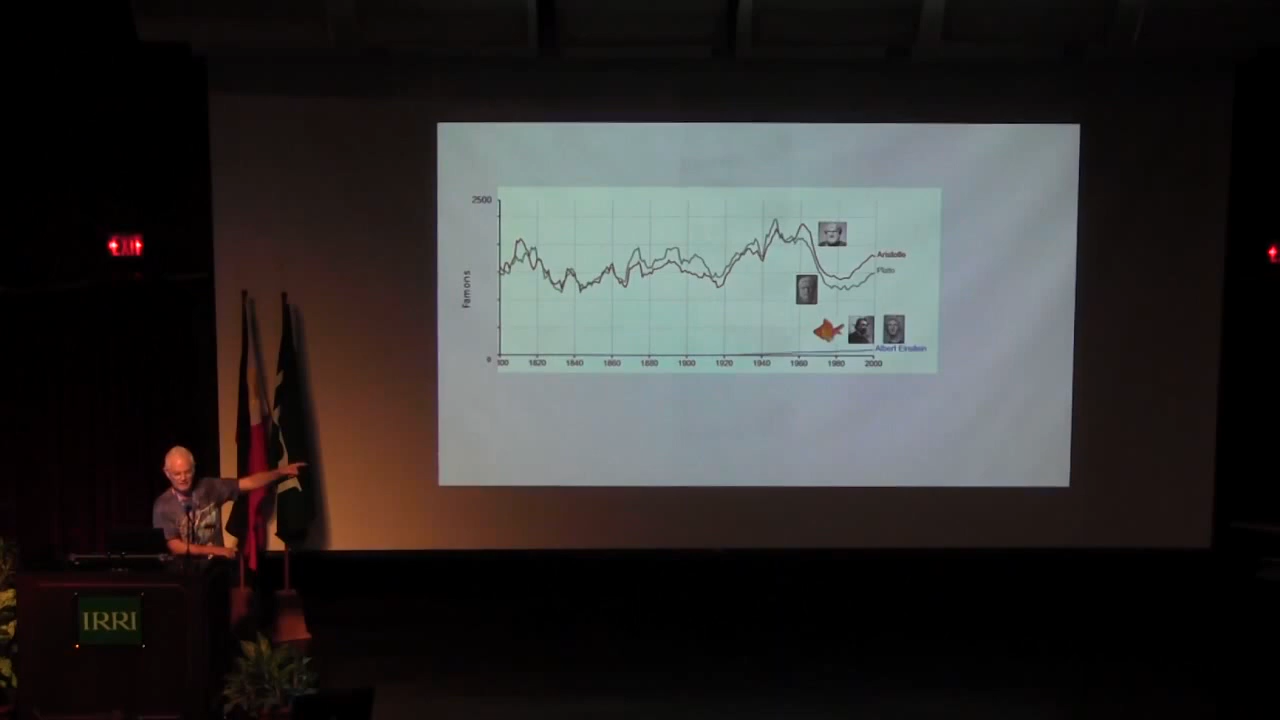 EXIT
2500
Famous
Aristotle
Plato
Albert Einstein
0
1820 1840 1860 1880 1900 1920 1940 1960 1980 2000
IRRI